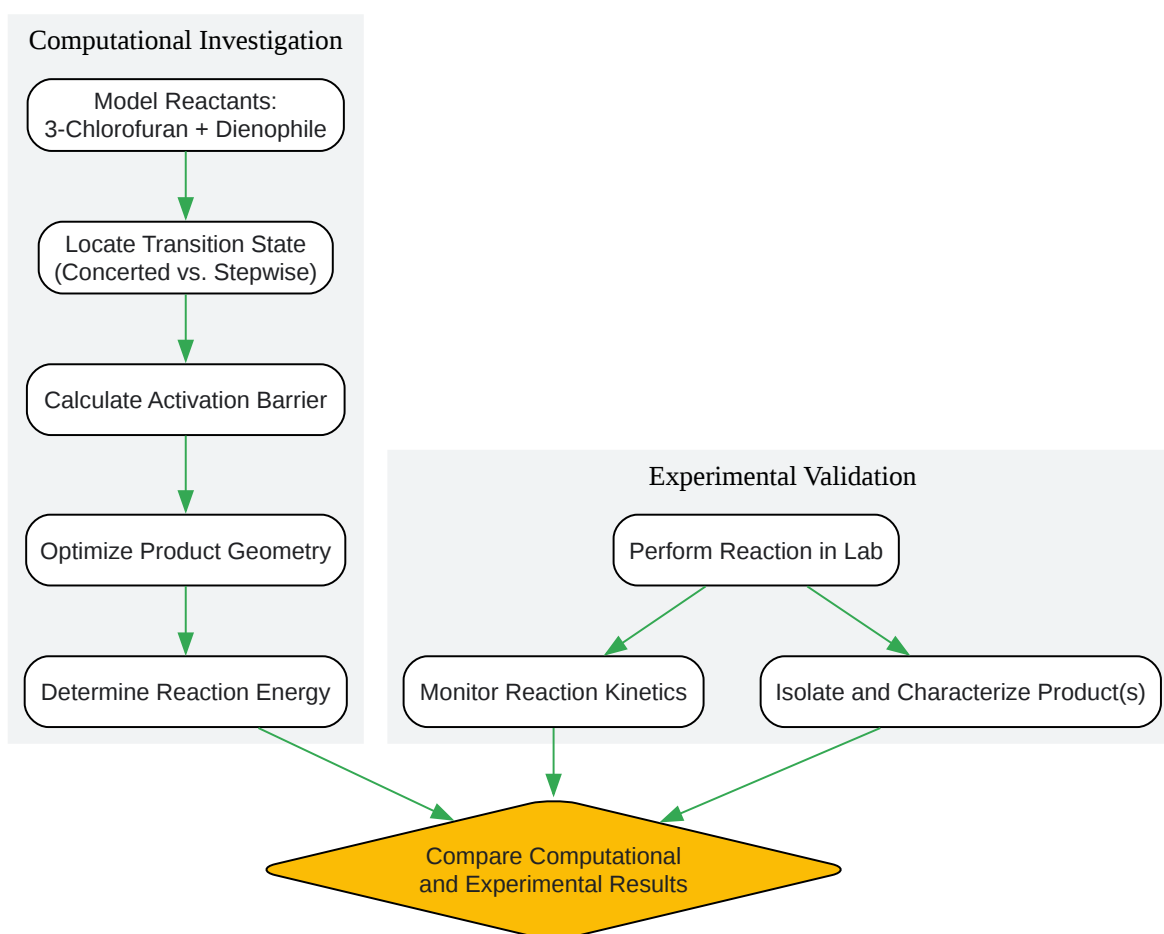 Computational Investigation
Model Reactants:
3-Chlorofuran + Dienophile
Locate Transition State
(Concerted vs. Stepwise)
Calculate Activation Barrier
Optimize Product Geometry
Determine Reaction Energy
Experimental Validation
Perform Reaction in Lab
Monitor Reaction Kinetics
Isolate and Characterize Product(s)
Compare Computational
and Experimental Results